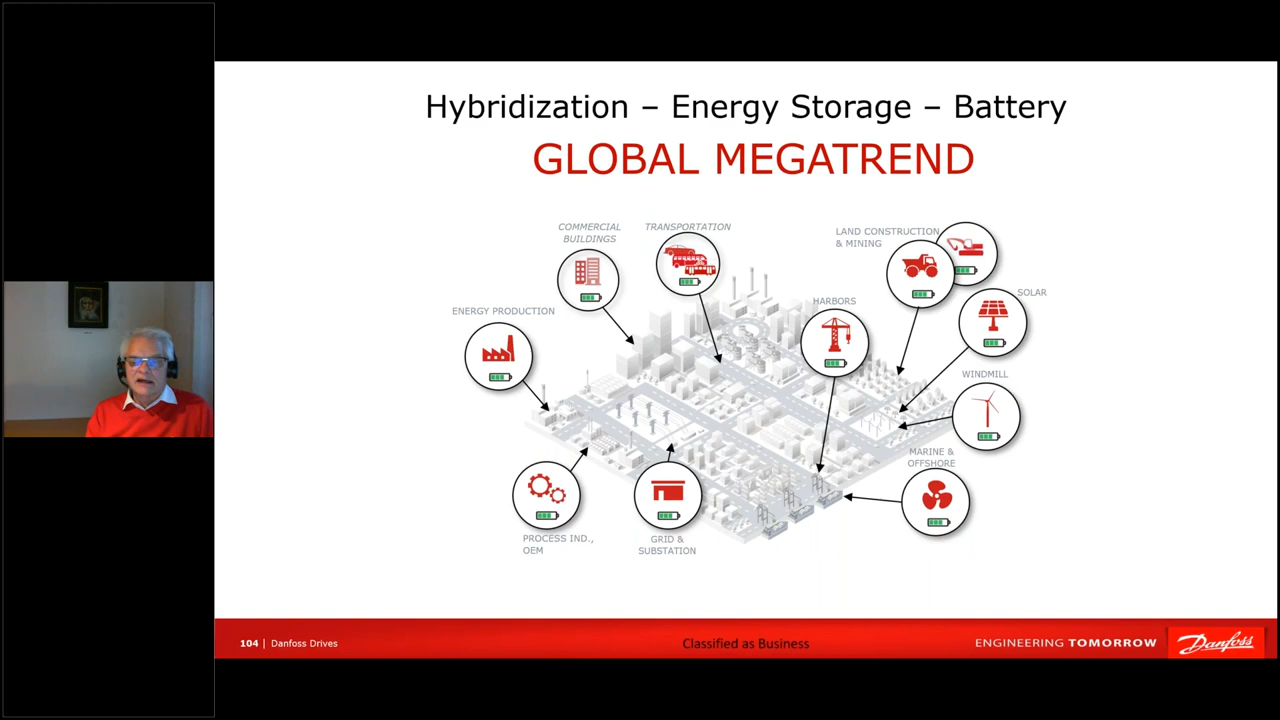 Hybridization – Energy Storage – Battery
GLOBAL MEGATREND
COMMERCIAL
BUILDINGS
TRANSPORTATION
LAND CONSTRUCTION
& MINING
SOLAR
HARBORS
ENERGY PRODUCTION
WINDMILL
MARINE &
OFFSHORE
PROCESS IND.,
OEM
GRID &
SUBSTATION
104 | Danfoss Drives
Classified as Business
ENGINEERING TOMORROW
Danfoss